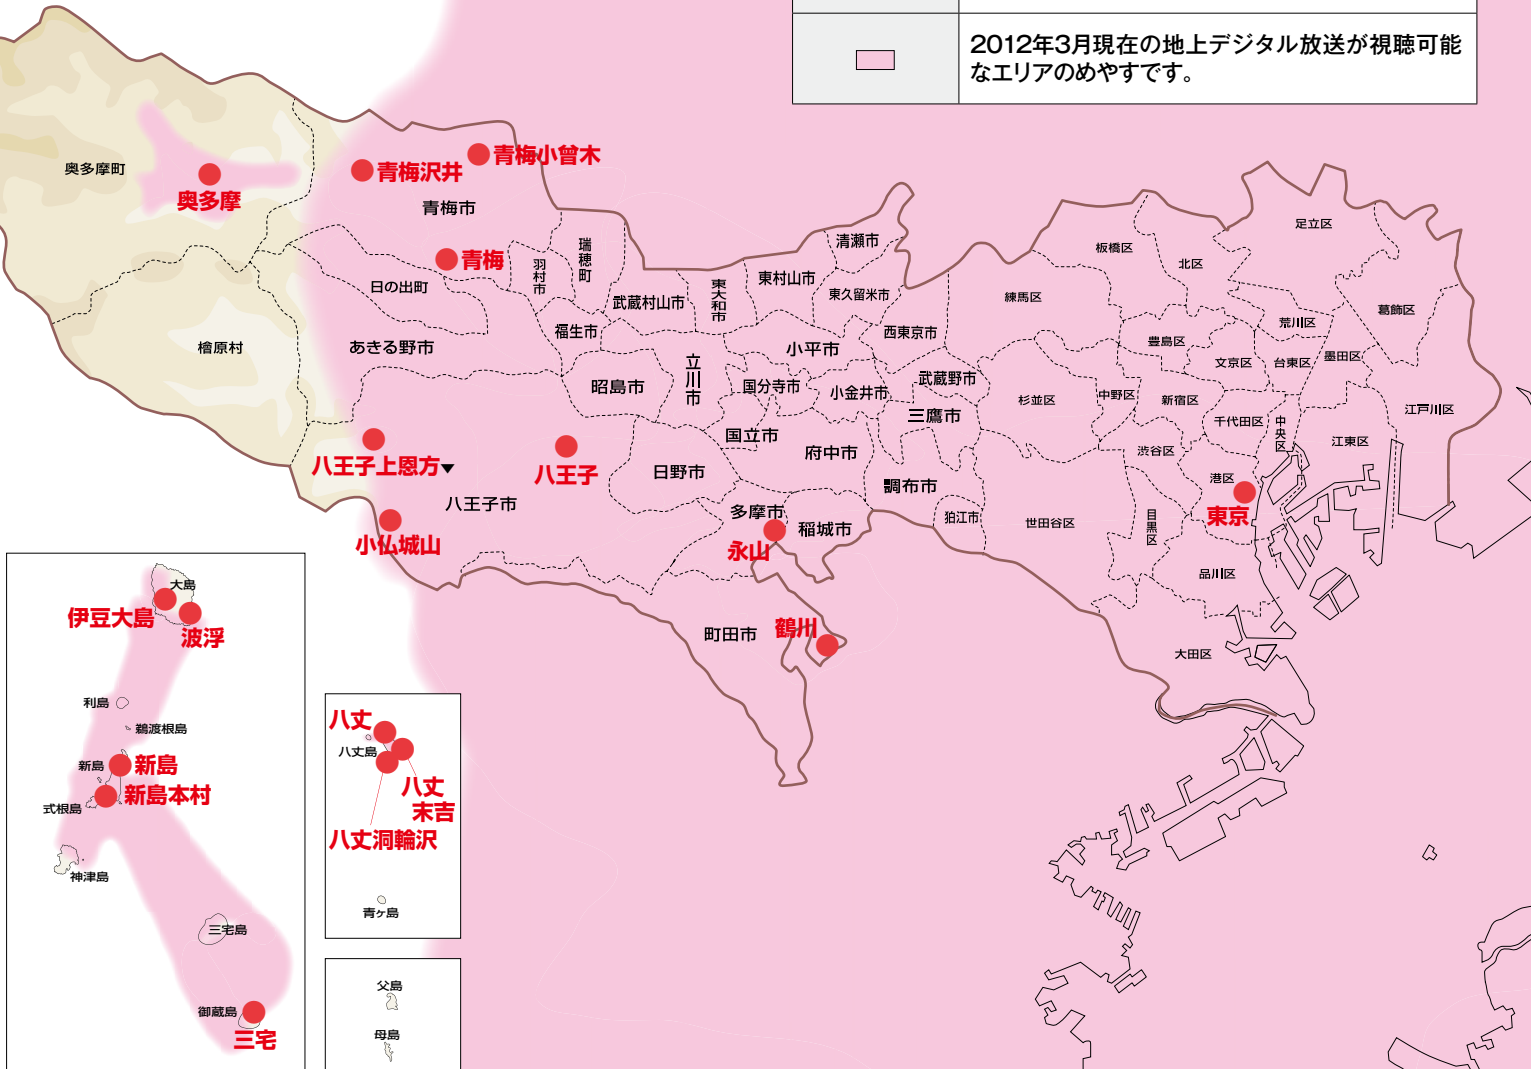 2012年3月現在の地上デジタル放送が視聴可能
なエリアのめやすです。
奥多摩町
奥多摩
青梅沢井
青梅小曾木
青梅市
青梅
日の出町
羽村市
瑞穂町
武蔵村山市
東大和市
東村山市
清瀬市
東久留米市
西東京市
檜原村
あきる野市
福生市
昭島市
立川市
小平市
国分寺市
小金井市
武蔵野市
三鷹市
国立市
府中市
調布市
狛江市
日野市
八王子上恩方
八王子
八王子市
小仏城山
多摩市
稲城市
永山
町田市
鶴川
板橋区
北区
足立区
練馬区
葛飾区
荒川区
豊島区
文京区
台東区
墨田区
杉並区
中野区
新宿区
千代田区
中央区
江東区
江戸川区
渋谷区
港区
東京
世田谷区
目黒区
品川区
大田区
大島
伊豆大島
波浮
利島
鵜渡根島
新島
新島
新島本村
式根島
神津島
三宅島
御蔵島
三宅
八丈
八丈島
八丈
末吉
八丈洞輪沢
青ヶ島
父島
母島